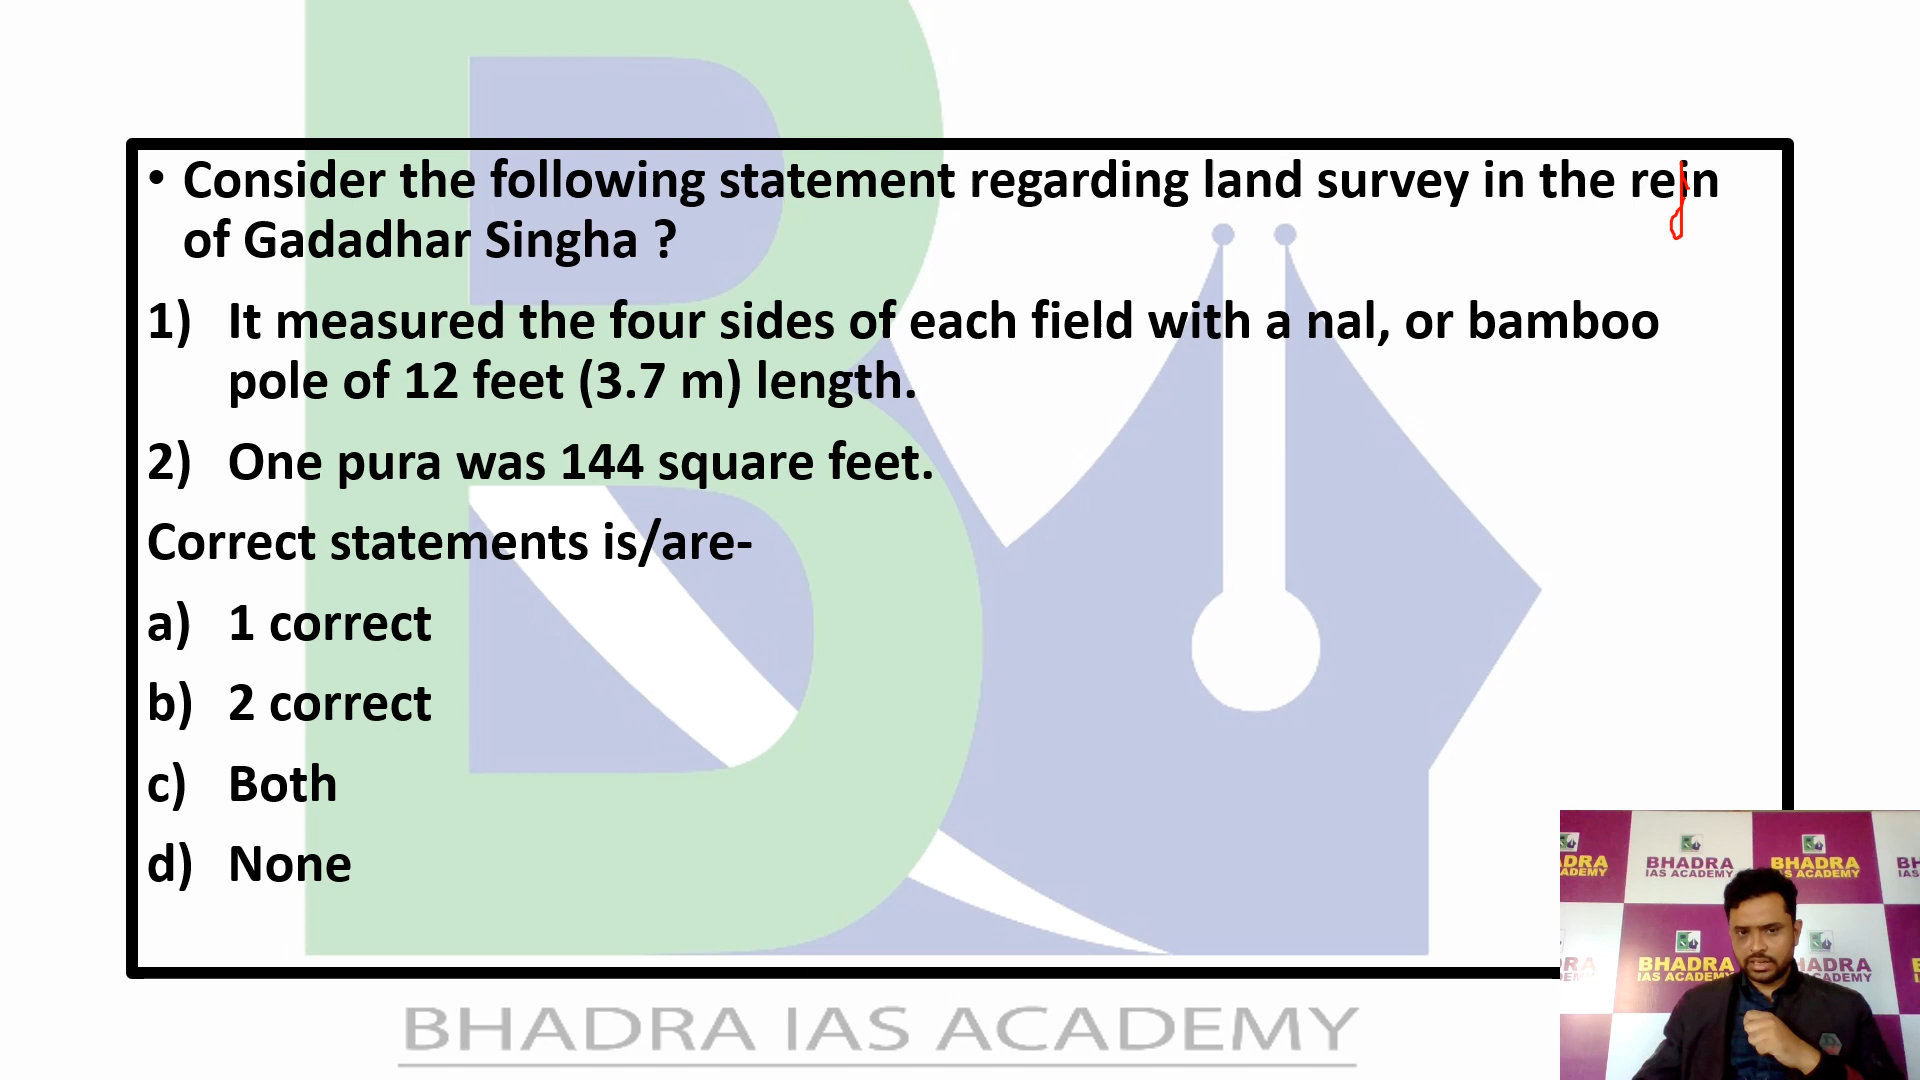 • Consider the following statement regarding land survey in the rein
of Gadadhar Singha ?
1) It measured the four sides of each field with a nal, or bamboo
pole of 12 feet (3.7 m) length.
2) One pura was 144 square feet.
Correct statements is/are-
a) 1 correct
b) 2 correct
c) Both
d) None
BHADRA IAS ACADEMY
BHADRA
IAS ACADEMY
BHADRA
IAS ACADEMY
BHADRA
IAS ACADEMY